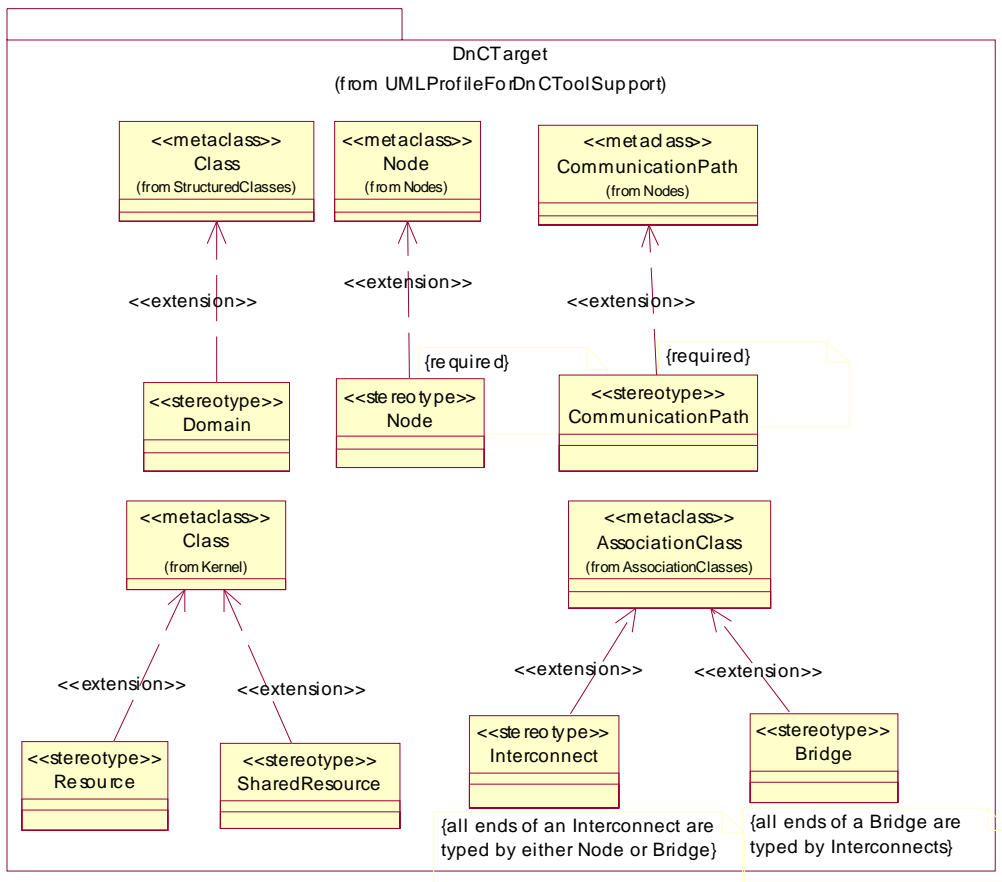 DnCTarget
(from UMLProfileForDnCToolSupport)
<<metaclass>>
Class
(from StructuredClasses)
<<metaclass>>
Node
(from Nodes)
<<metaclass>>
CommunicationPath
(from Nodes)
<<extension>>
<<extension>>
<<extension>>
{required}
{required}
<<stereotype>>
Domain
<<stereotype>>
Node
<<stereotype>>
CommunicationPath
<<metaclass>>
Class
(from Kernel)
<<metaclass>>
AssociationClass
(from AssociationClasses)
<<extension>>
<<extension>>
<<extension>>
<<extension>>
<<stereotype>>
Resource
<<stereotype>>
SharedResource
<<stereotype>>
Interconnect
<<stereotype>>
Bridge
{all ends of an Interconnect are
typed by either Node or Bridge}
{all ends of a Bridge are
typed by Interconnects}